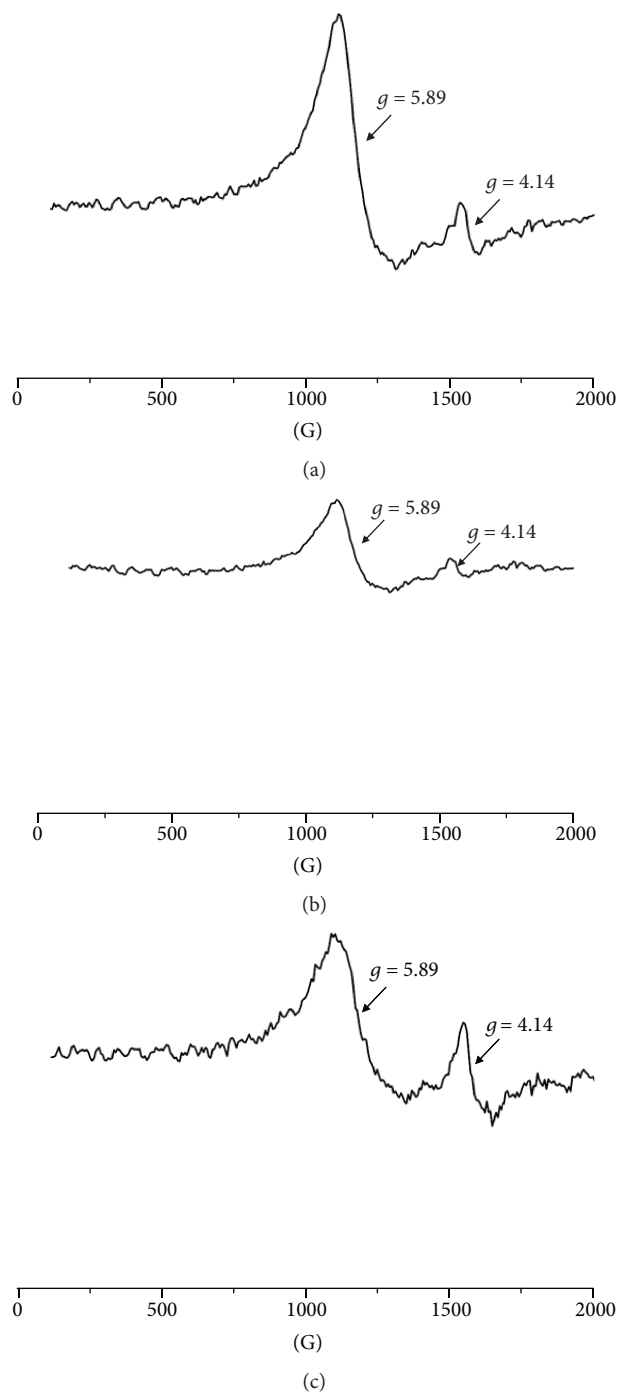 g = 5.89
g = 4.14
0 500 1000 1500 2000
(G)
(a)
g = 5.89
g = 4.14
0 500 1000 1500 2000
(G)
(b)
g = 5.89
g = 4.14
0 500 1000 1500 2000
(G)
(c)